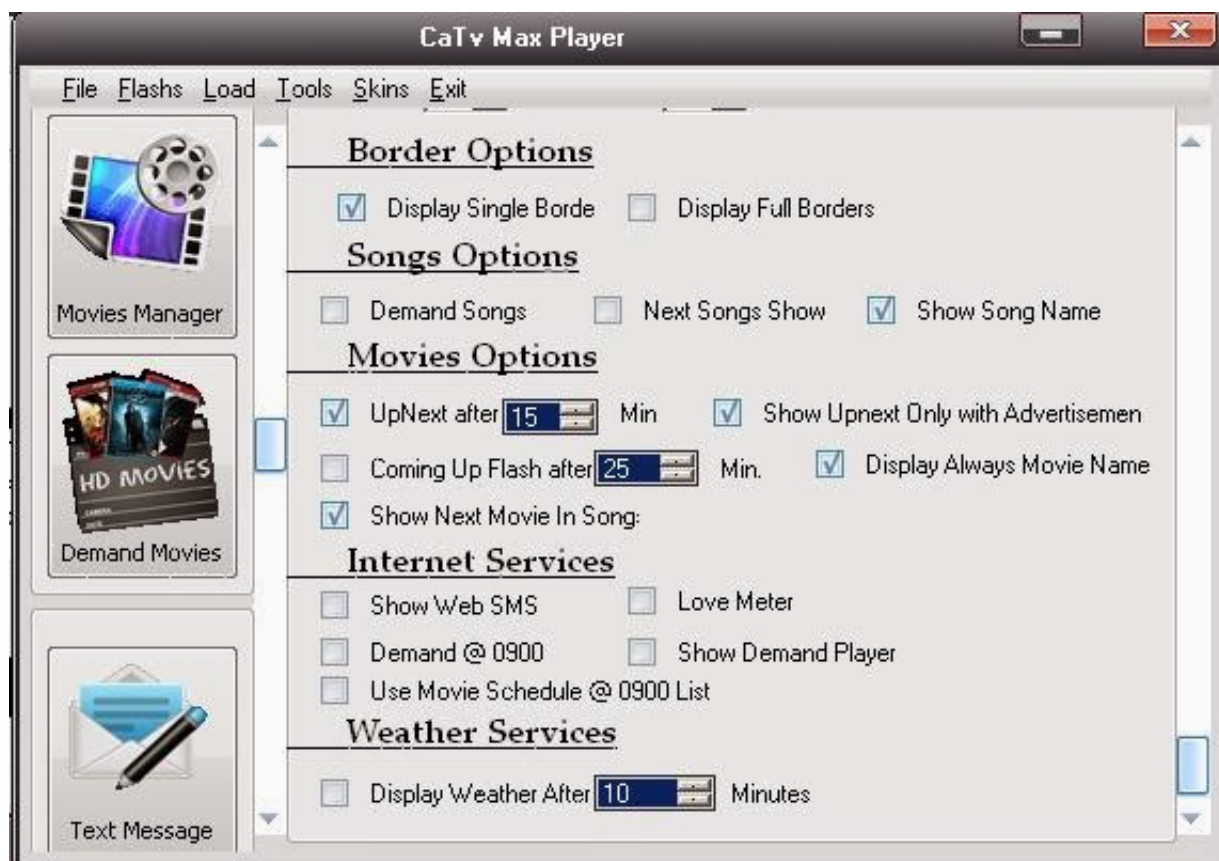 CaTv Max Player
File Flashs Load Tools Skins Exit
Movies Manager
HD MOVIES
Demand Movies
Text Message
Border Options
Display Single Borde Display Full Borders
Songs Options
Demand Songs Next Songs Show Show Song Name
Movies Options
UpNext after 15 Min Show Upnext Only with Advertisemen
Coming Up Flash after 25 Min. Display Always Movie Name
Show Next Movie In Song:
Internet Services
Show Web SMS Love Meter
Demand @ 0900 Show Demand Player
Use Movie Schedule @ 0900 List
Weather Services
Display Weather After 10 Minutes